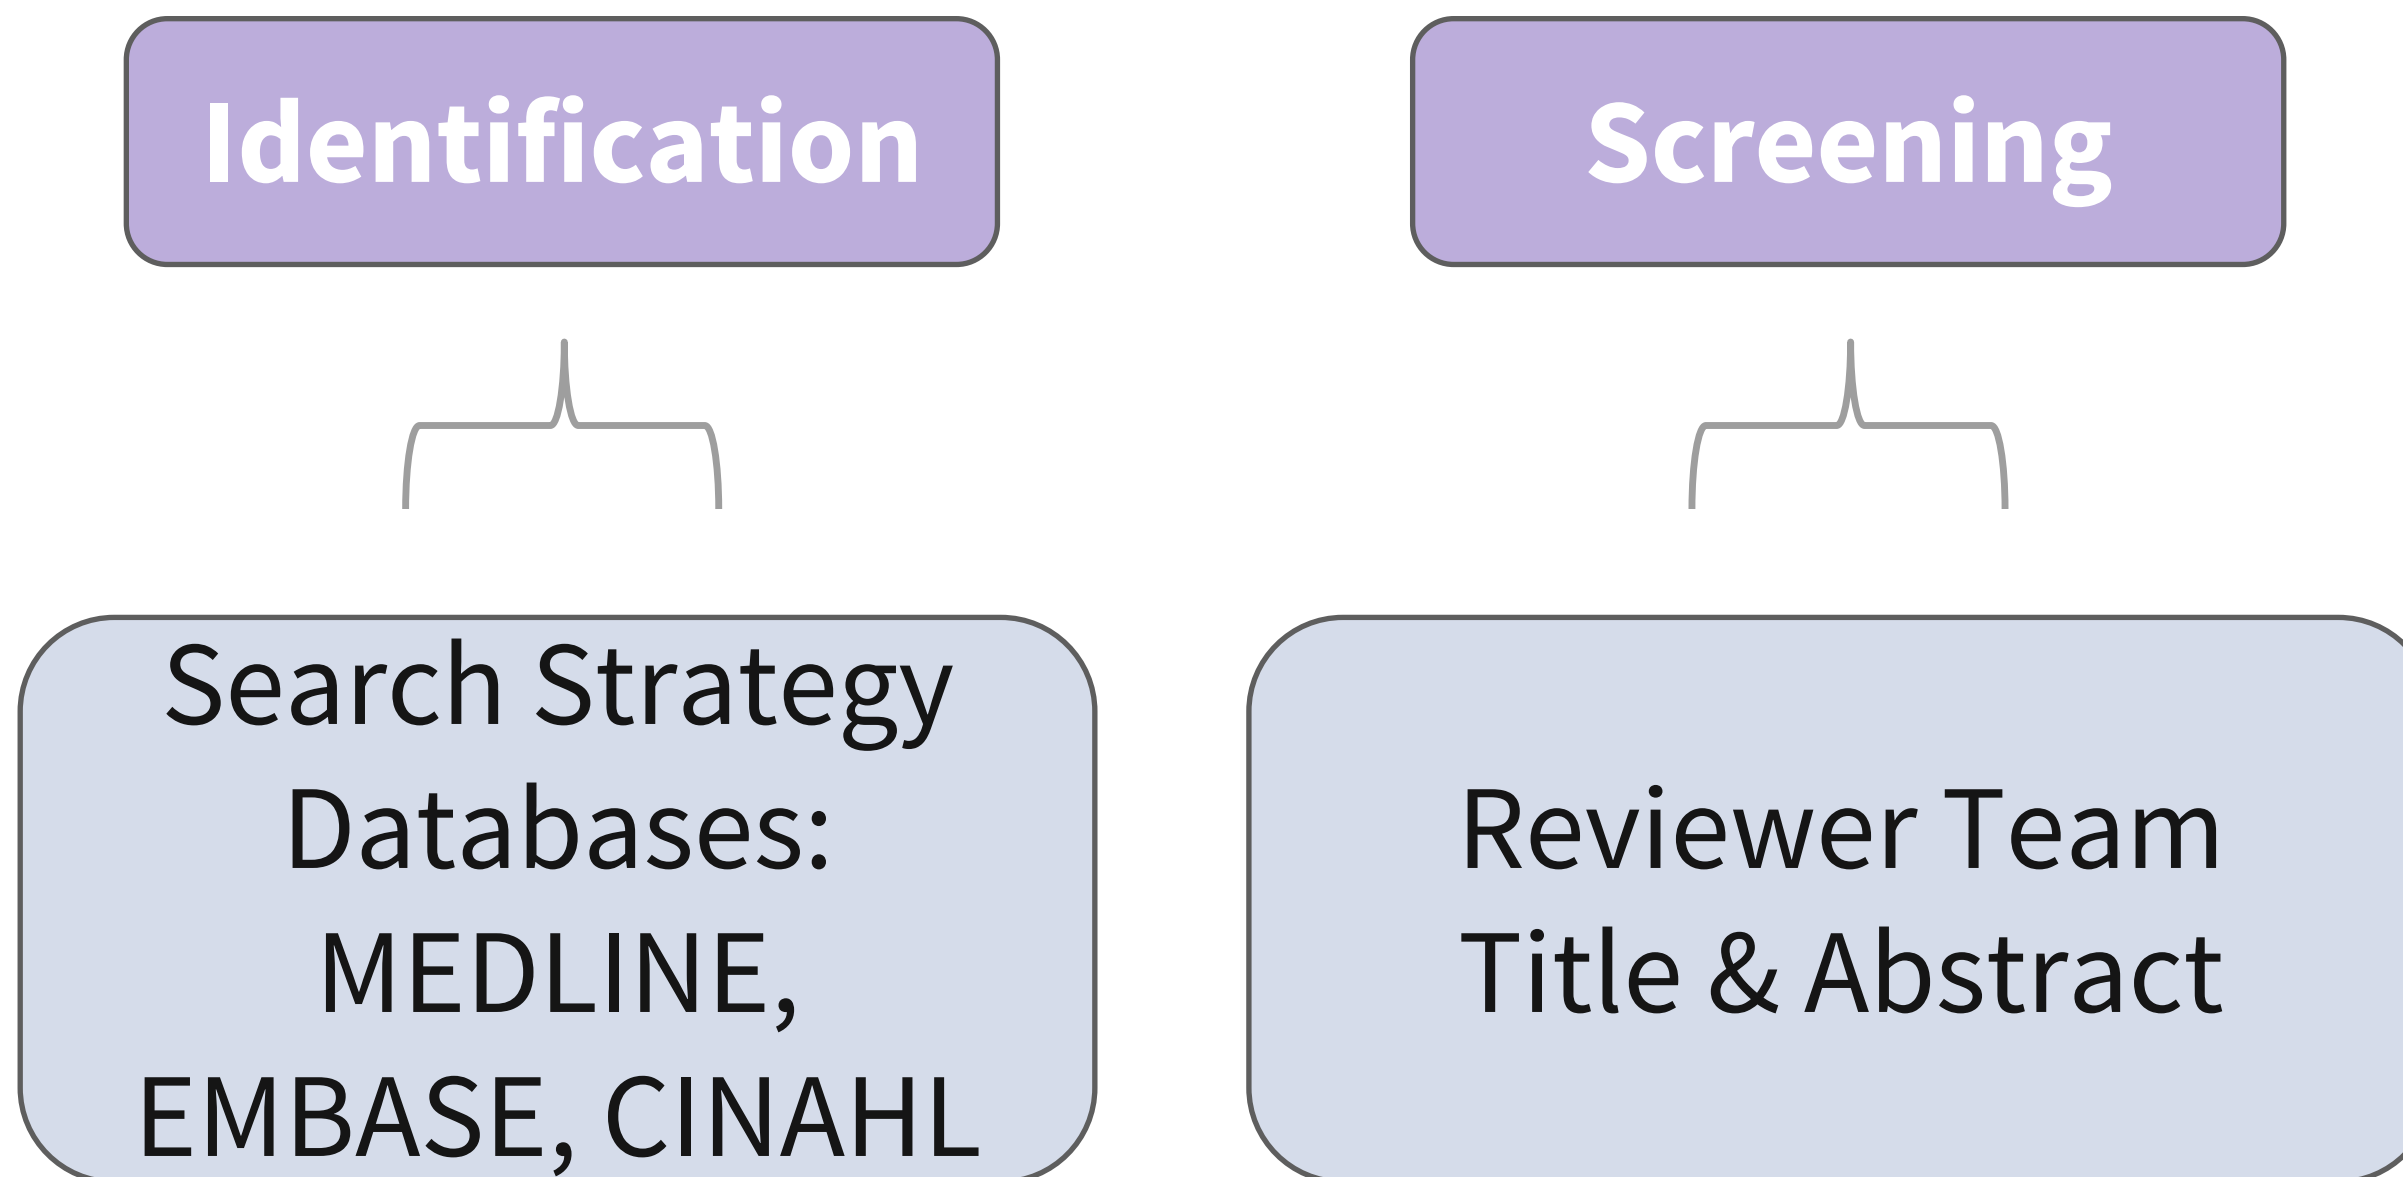 Identification
Screening
Search Strategy
Databases:
MEDLINE,
EMBASE, CINAHL
Reviewer Team
Title & Abstract